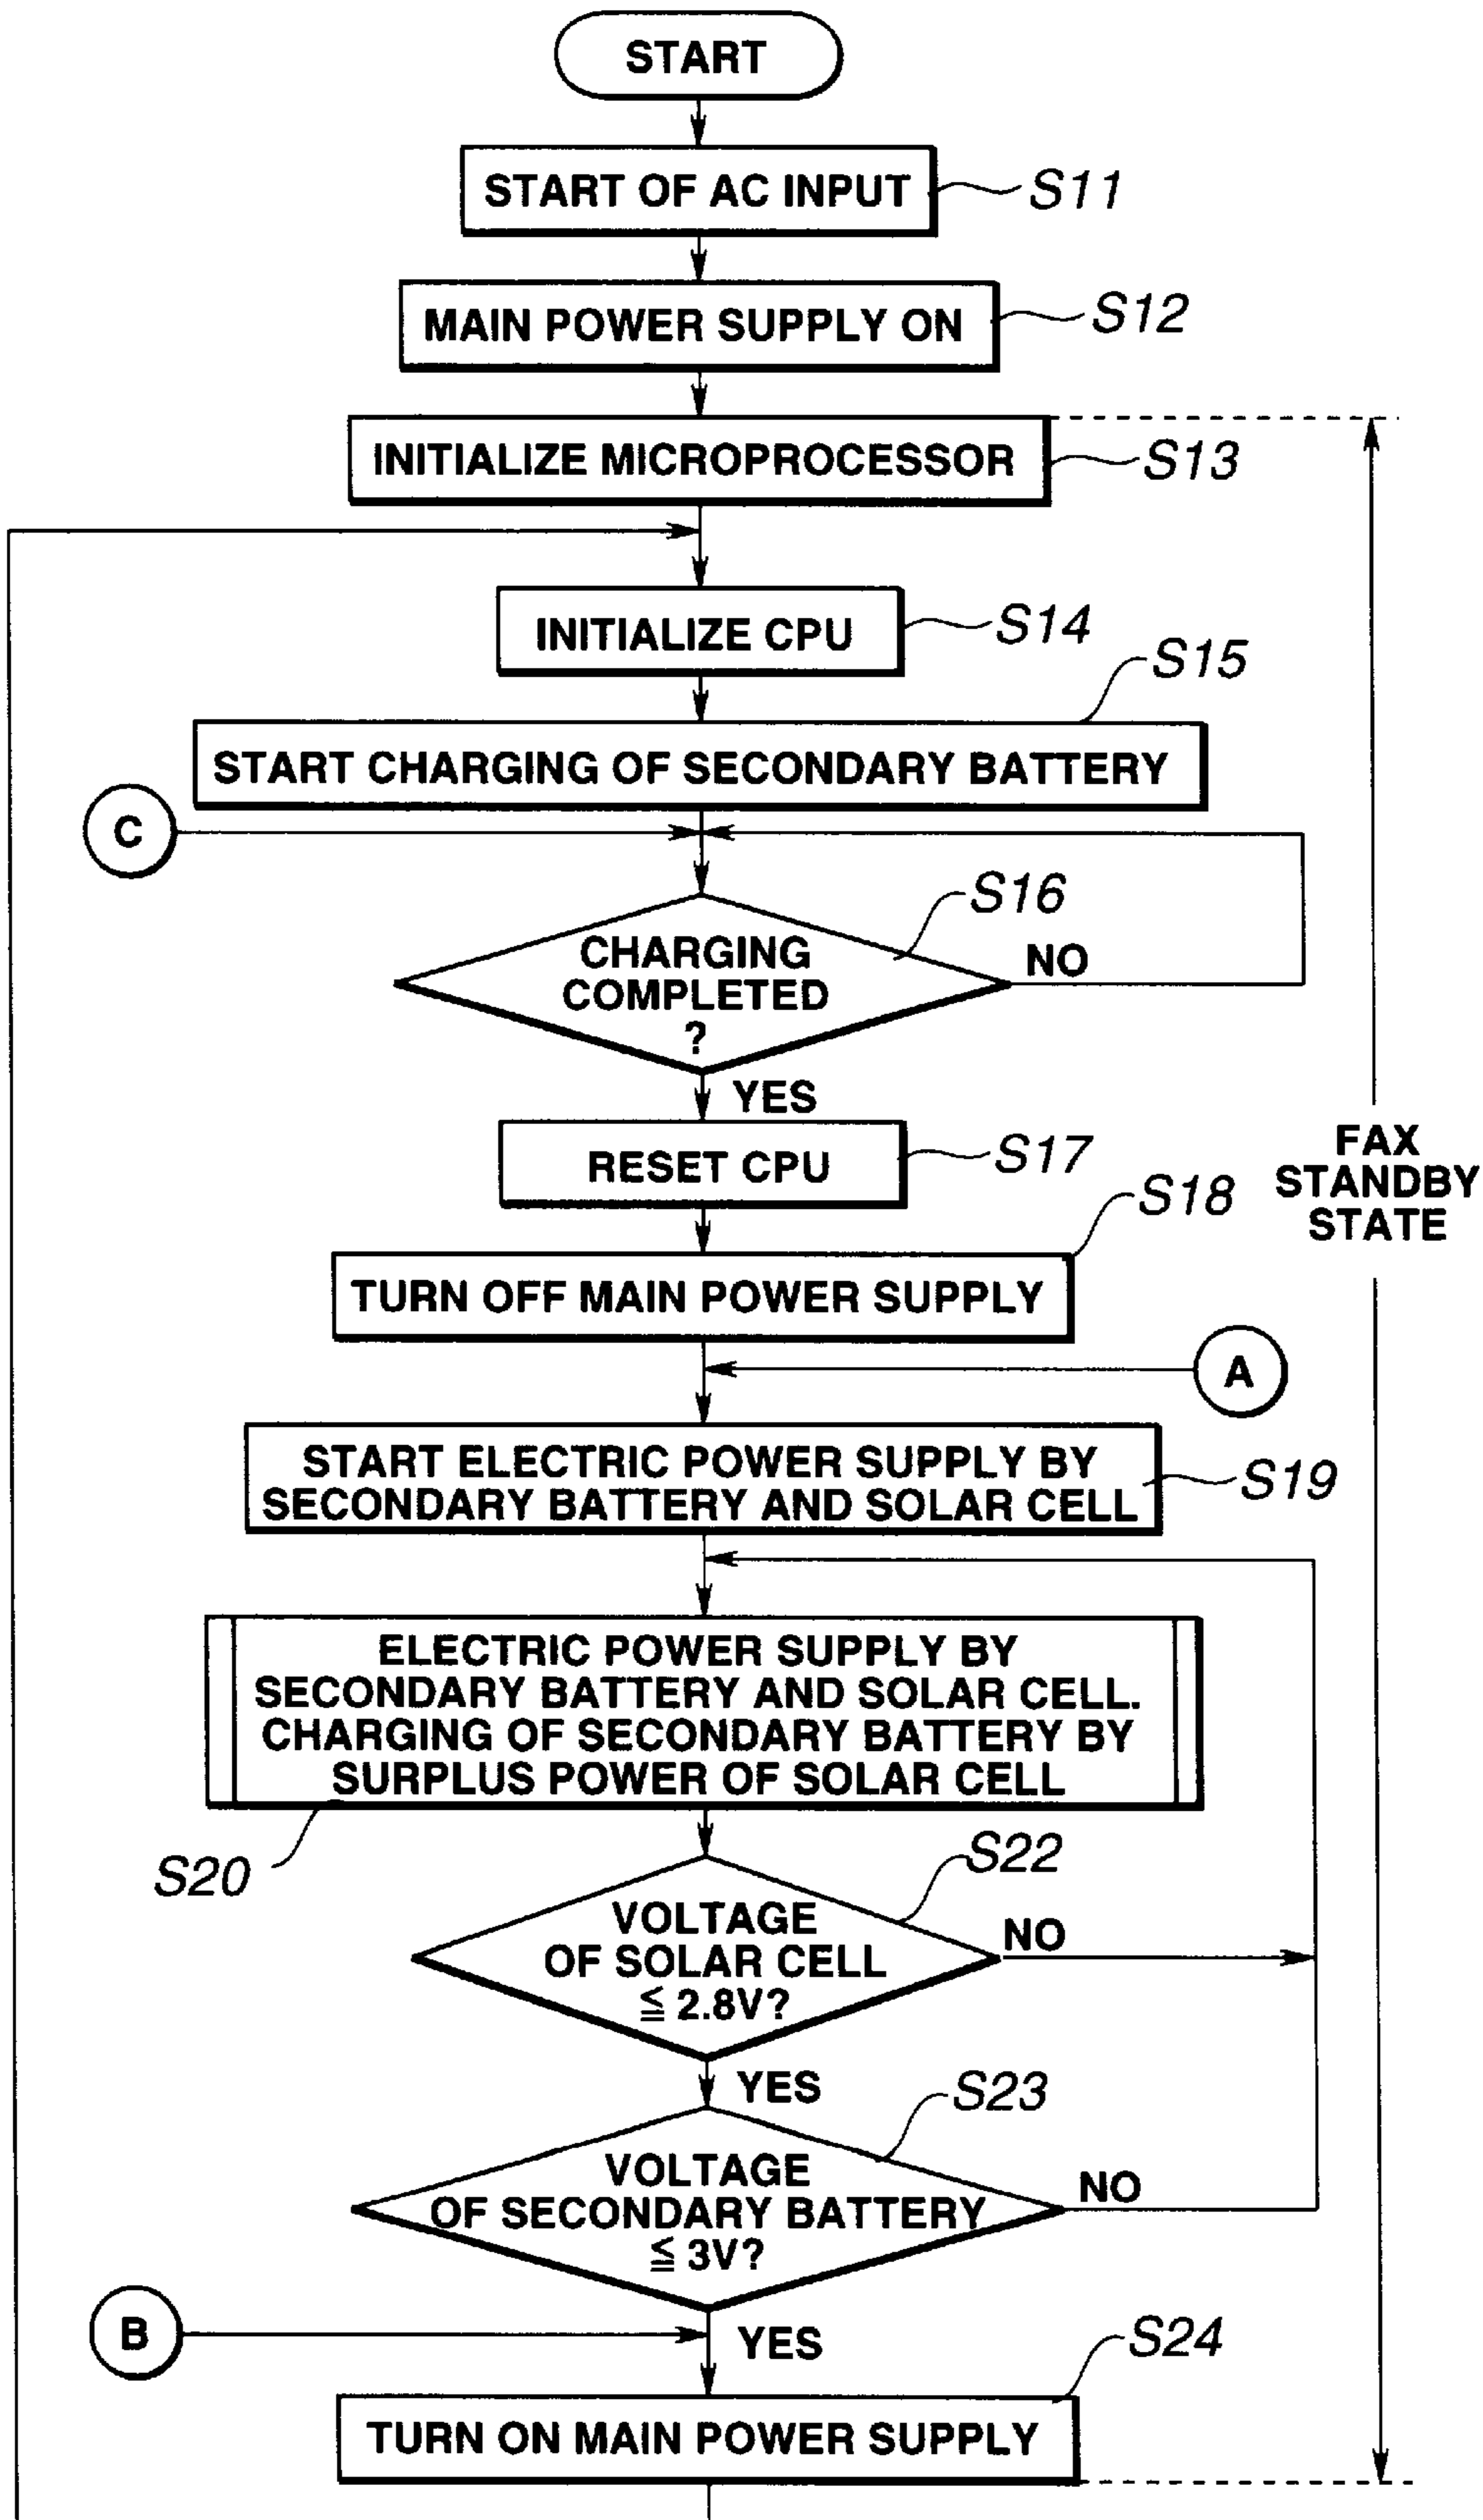 START
START OF AC INPUT
S11
MAIN POWER SUPPLY ON
S12
INITIALIZE MICROPROCESSOR
S13
INITIALIZE CPU
S14
S15
START CHARGING OF SECONDARY BATTERY
C
S16
CHARGING
COMPLETED
?
NO
YES
RESET CPU
S17
FAX
STANDBY
STATE
S18
TURN OFF MAIN POWER SUPPLY
A
START ELECTRIC POWER SUPPLY BY
SECONDARY BATTERY AND SOLAR CELL
S19
ELECTRIC POWER SUPPLY BY
SECONDARY BATTERY AND SOLAR CELL.
CHARGING OF SECONDARY BATTERY BY
SURPLUS POWER OF SOLAR CELL
S20
S22
VOLTAGE
OF SOLAR CELL
≦ 2.8V?
NO
YES
S23
VOLTAGE
OF SECONDARY BATTERY
≦ 3V?
NO
B
YES
S24
TURN ON MAIN POWER SUPPLY